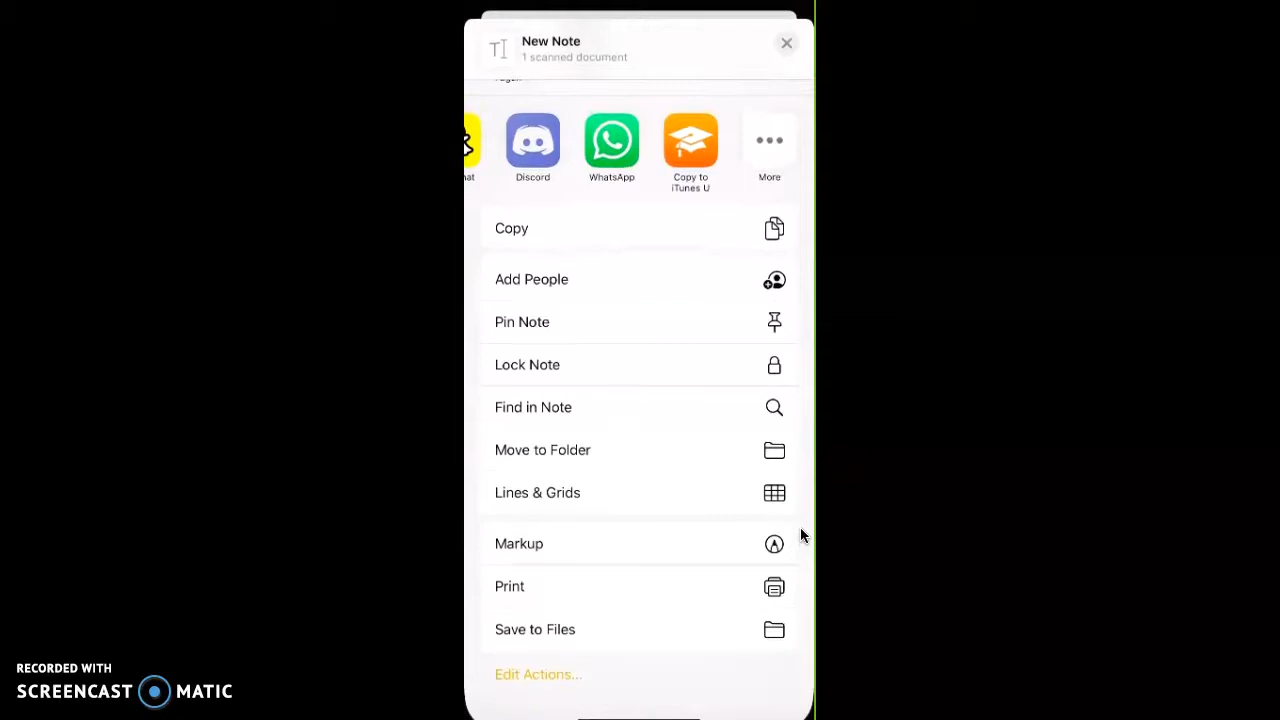 New Note
1 scanned document
hat
Discord
WhatsApp
Copy to
iTunes U
More
Copy
Add People
Pin Note
Lock Note
Find in Note
Move to Folder
Lines & Grids
Markup
Print
Save to Files
Edit Actions...
RECORDED WITH
SCREENCAST MATIC